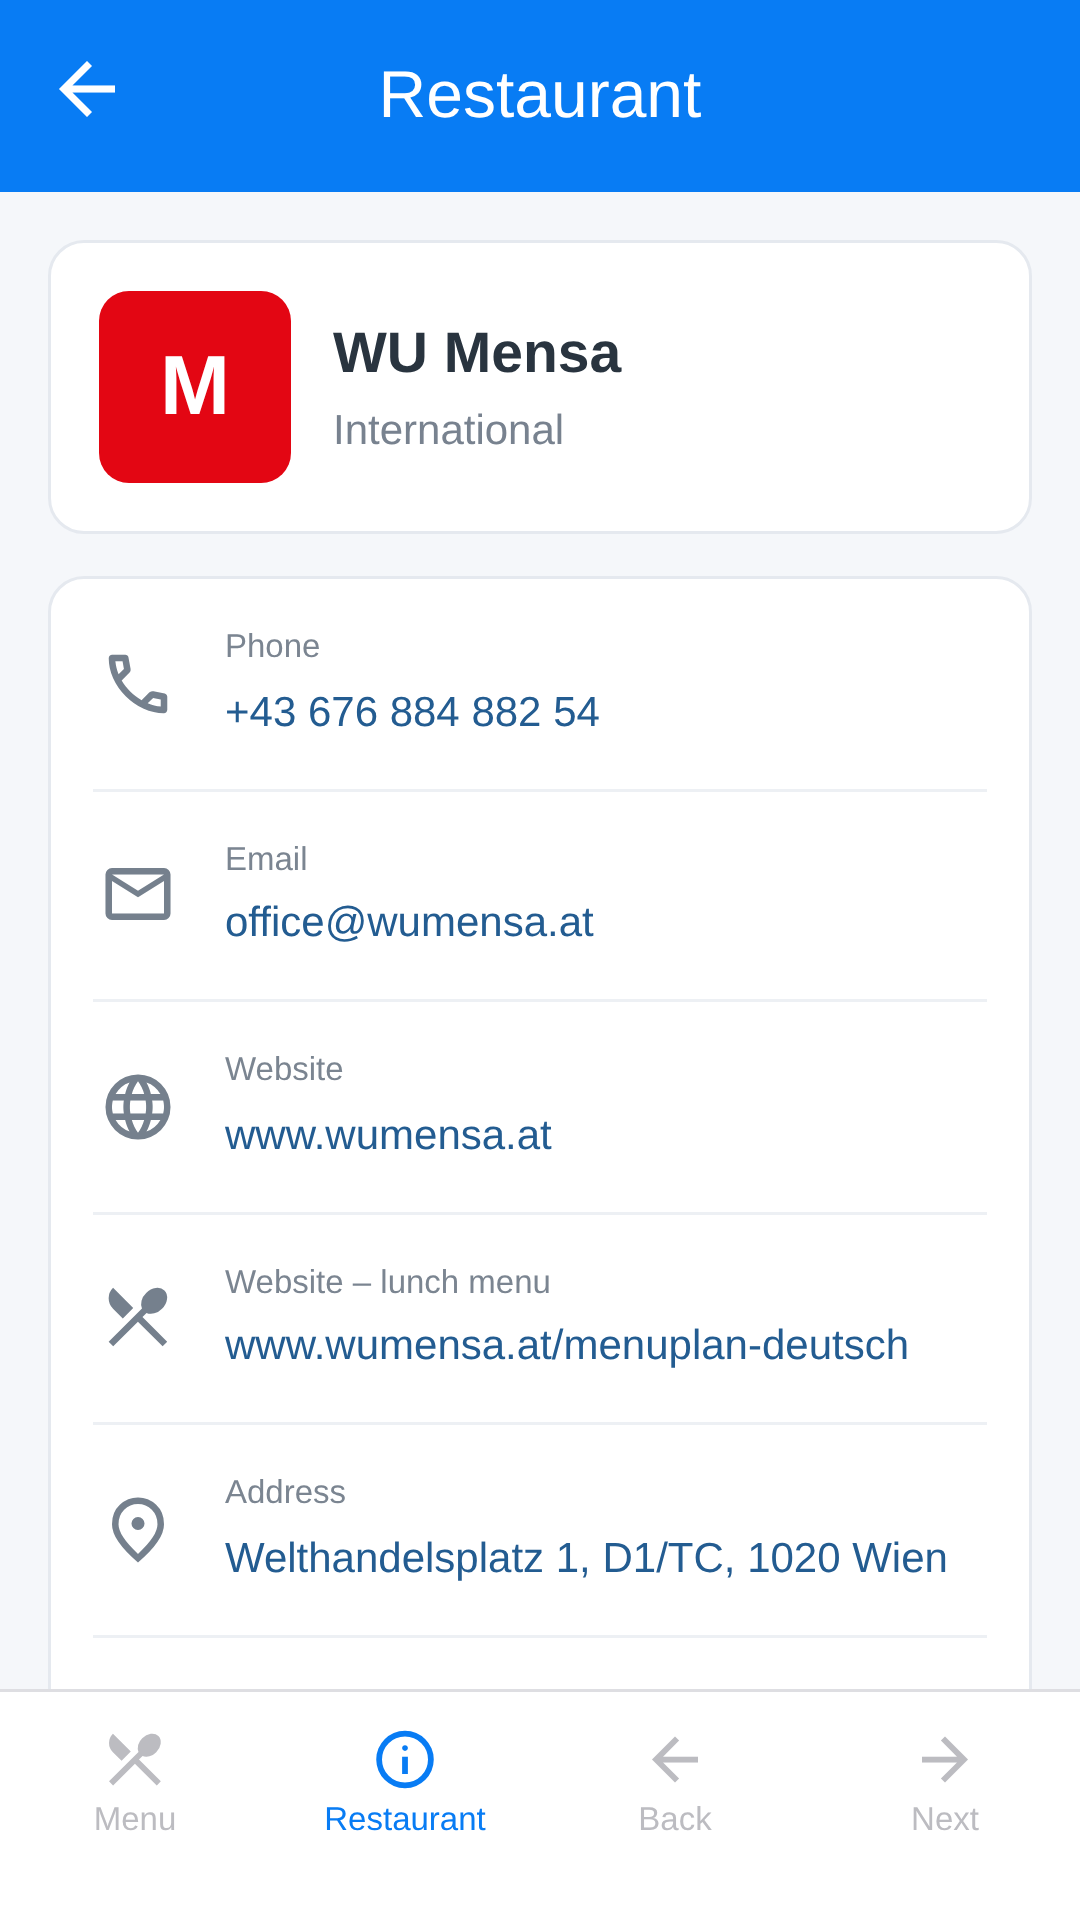 Restaurant
M
WU Mensa
International
Phone
+43 676 884 882 54
Email
office@wumensa.at
Website
www.wumensa.at
Website – lunch menu
www.wumensa.at/menuplan-deutsch
Address
Welthandelsplatz 1, D1/TC, 1020 Wien
Menu
Restaurant
Back
Next